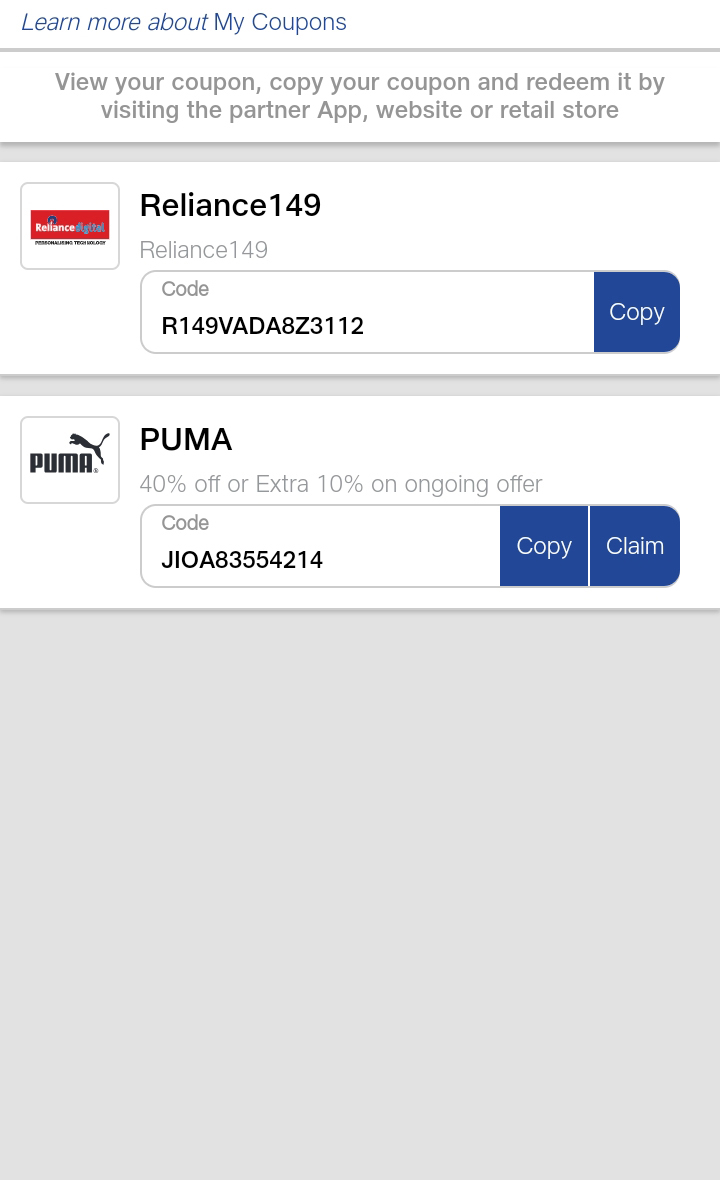 Learn more about My Coupons
View your coupon, copy your coupon and redeem it by
visiting the partner App, website or retail store
Reliance digital
PERSONALISING TECHNOLOGY
Reliance149
Reliance149
Code
R149VADA8Z3112
Copy
PUMA
PUMA
40% off or Extra 10% on ongoing offer
Code
JIOA83554214
Copy
Claim